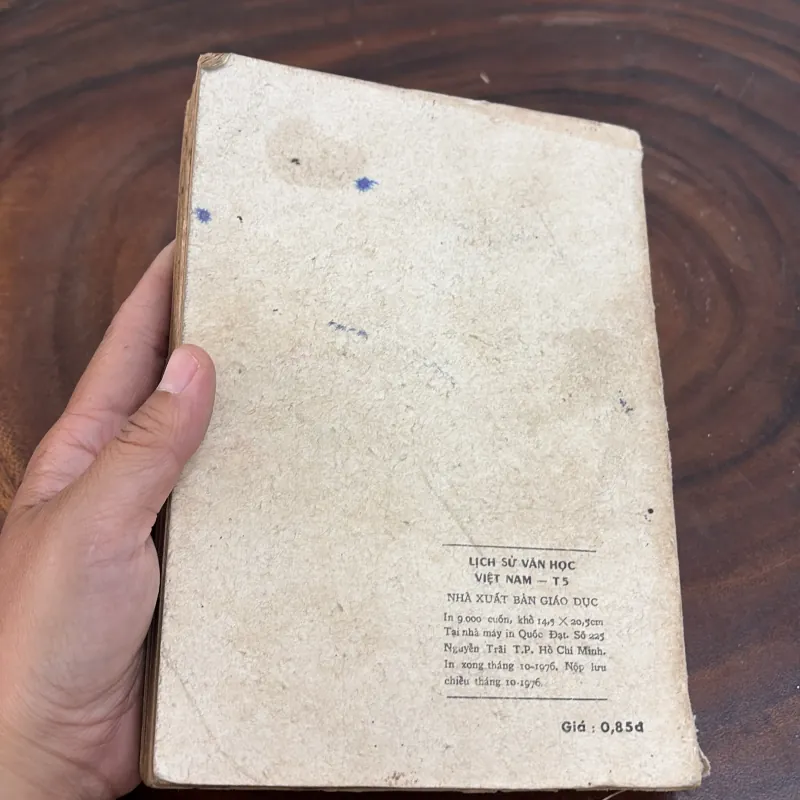 LỊCH SỬ VĂN HỌC
VIỆT NAM — T5
NHÀ XUẤT BẢN GIÁO DỤC
In 9.000 cuốn, khổ 14,5 × 20,5cm
Tại nhà máy in Quốc Đạt. Số 225
Nguyễn Trãi T.P. Hồ Chí Minh.
In xong tháng 10-1976. Nộp lưu
chiểu tháng 10-1976.
Giá : 0,85đ